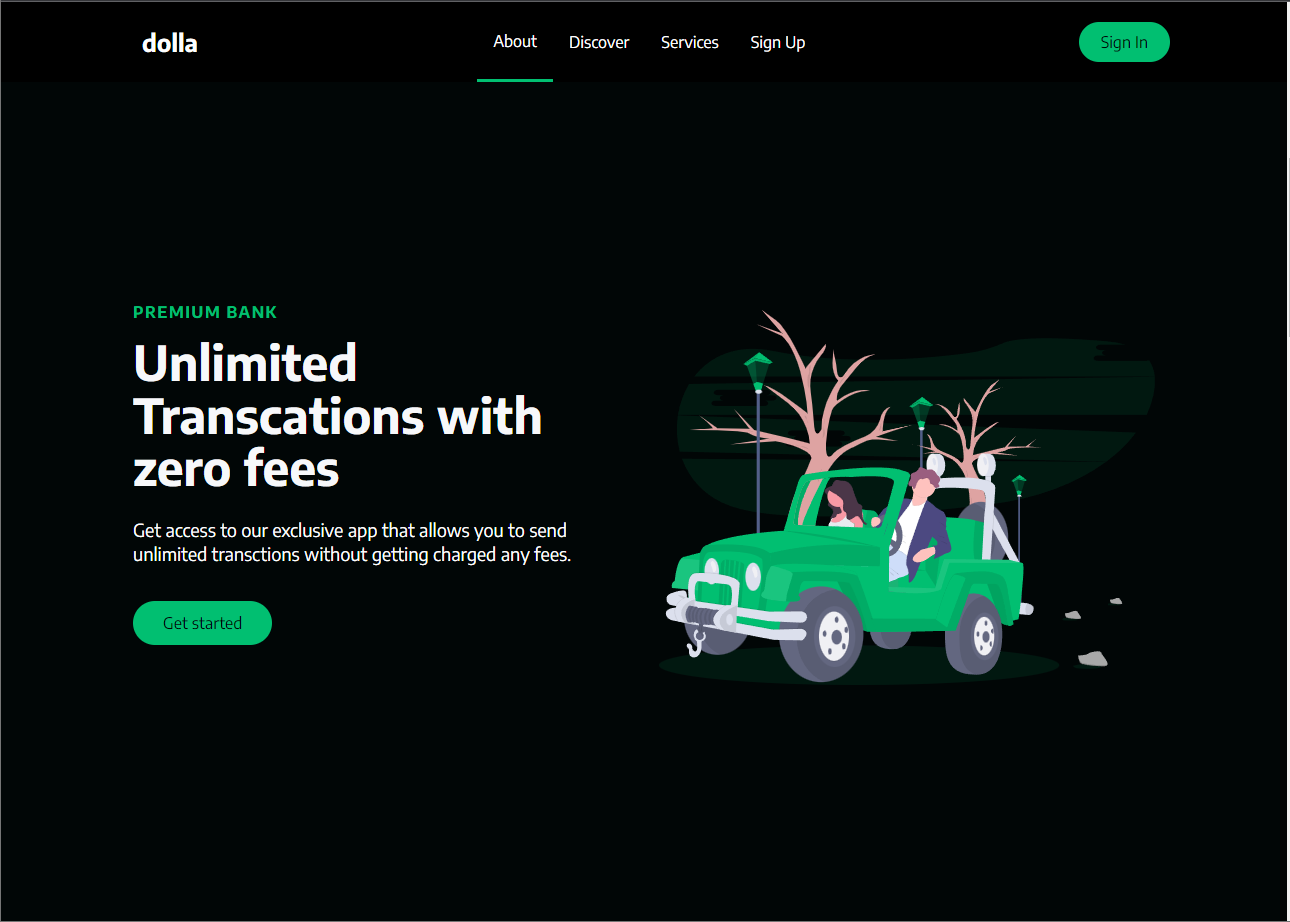 dolla
About
Discover
Services
Sign Up
Sign In
PREMIUM BANK
Unlimited
Transcations with
zero fees
Get access to our exclusive app that allows you to send
unlimited transctions without getting charged any fees.
Get started